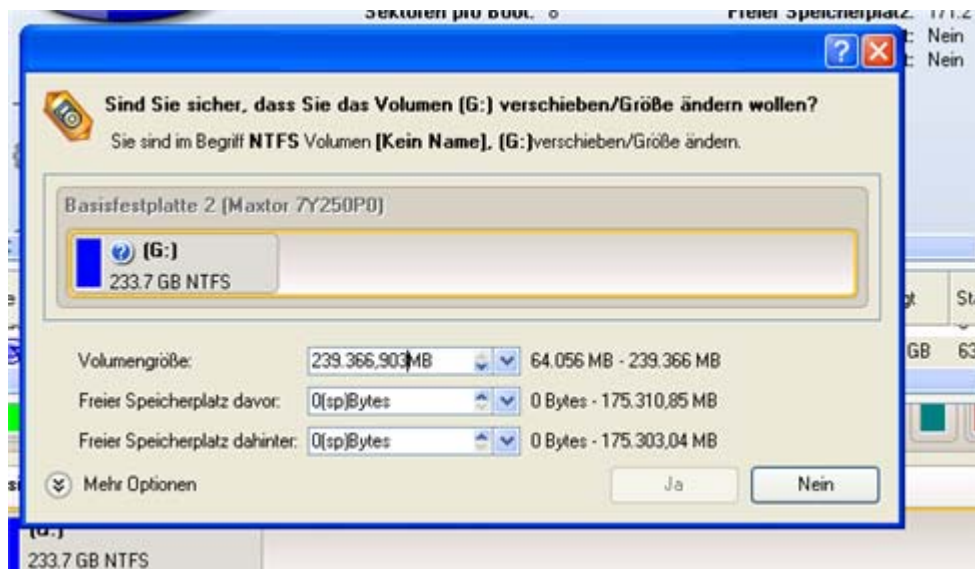 Sektoren pro Boot: 8
Freier Speicherplatz: 171.2
t: Nein
t: Nein
Sind Sie sicher, dass Sie das Volumen (G:) verschieben/Größe ändern wollen?
Sie sind im Begriff NTFS Volumen [Kein Name], (G:)verschieben/Größe ändern.
Basisfestplatte 2 (Maxtor 7Y250P0)
(G:)
233.7 GB NTFS
Volumengröße: 239.366,903MB 64.056 MB - 239.366 MB
Freier Speicherplatz davor: 0(sp)Bytes 0 Bytes - 175.310,85 MB
Freier Speicherplatz dahinter: 0(sp)Bytes 0 Bytes - 175.303,04 MB
Mehr Optionen
Ja
Nein
gt
St
GB 63
(G:)
233.7 GB NTFS